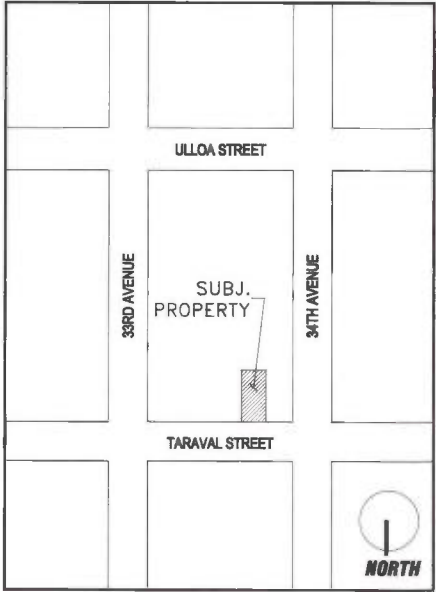 ULLOA STREET
33RD AVENUE
SUBJ.
PROPERTY
34TH AVENUE
TARAVAL STREET
NORTH